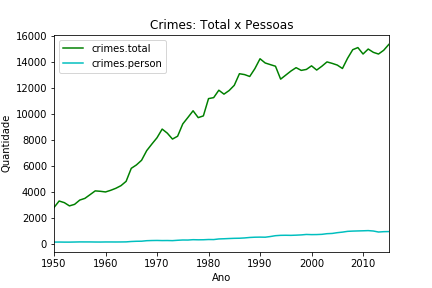 Crimes: Total x Pessoas
crimes.total
crimes.person
Quantidade
16000
14000
12000
10000
8000
6000
4000
2000
0
1950 1960 1970 1980 1990 2000 2010
Ano